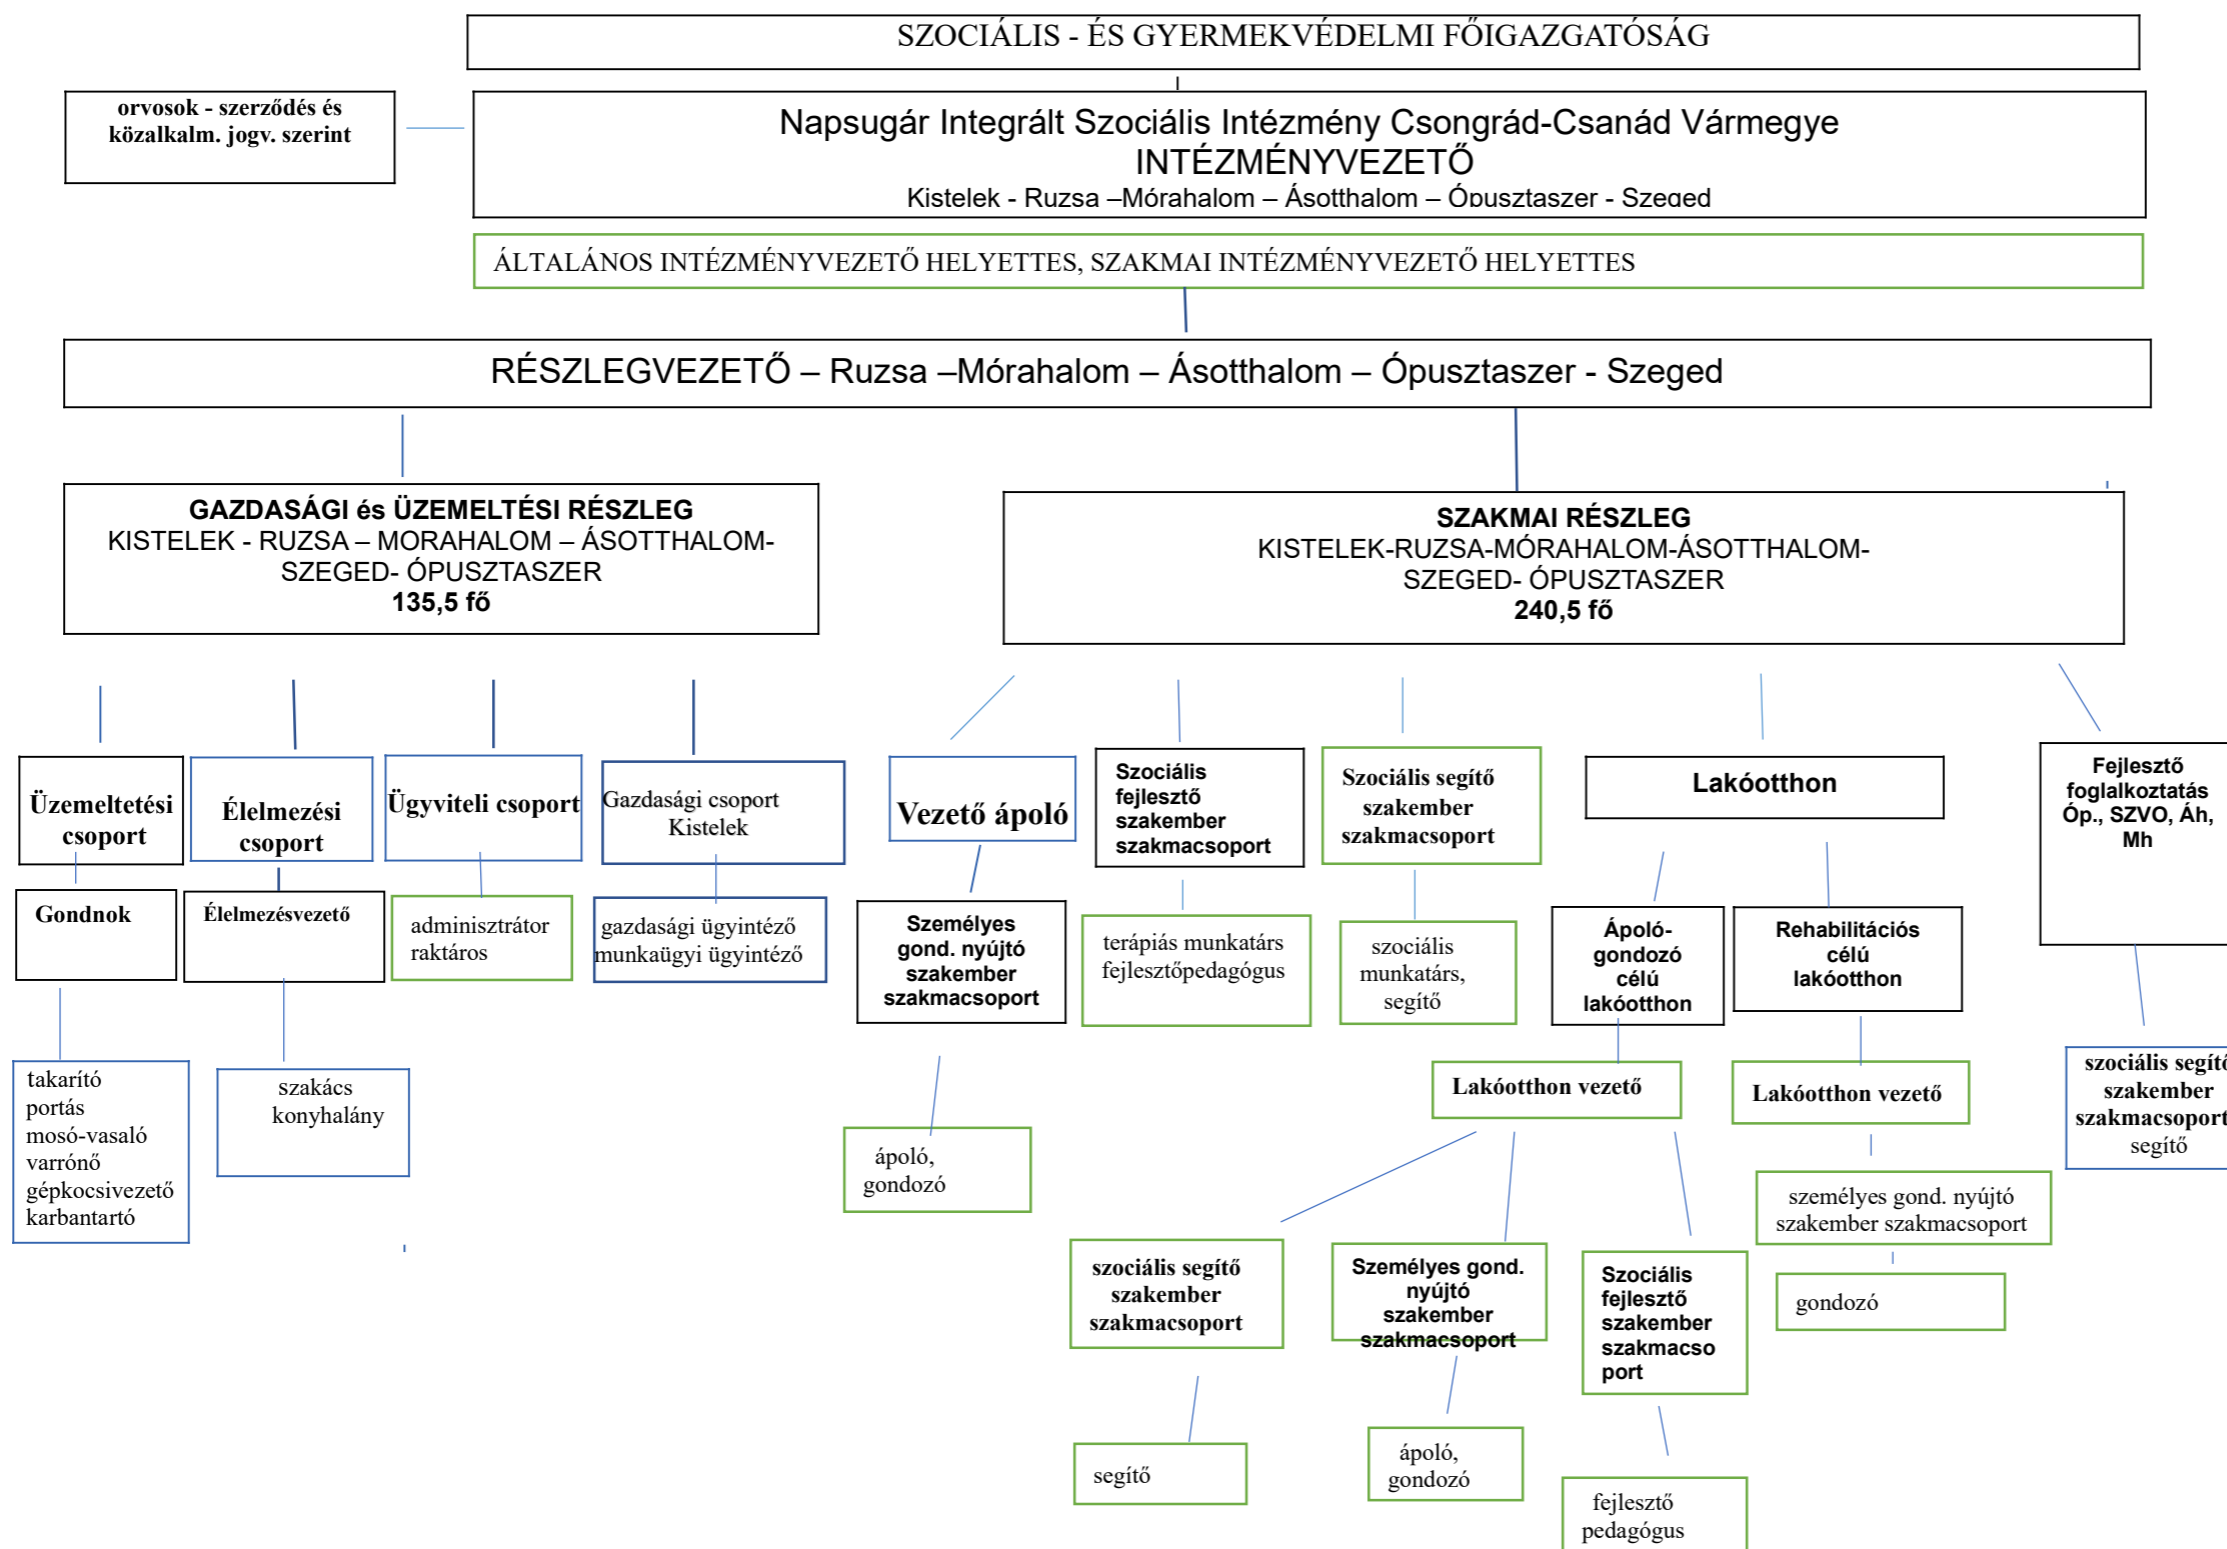 SZOCIÁLIS - ÉS GYERMEKVÉDELMI FŐIGAZGATÓSÁG
orvosok - szerződés és
közalkalm. jogv. szerint
Napsugár Integrált Szociális Intézmény Csongrád-Csanád Vármegye
INTÉZMÉNYVEZETŐ
Kistelek - Ruzsa –Mórahalom – Ásotthalom – Ópusztaszer - Szeged
ÁLTALÁNOS INTÉZMÉNYVEZETŐ HELYETTES, SZAKMAI INTÉZMÉNYVEZETŐ HELYETTES
RÉSZLEGVEZETŐ – Ruzsa –Mórahalom – Ásotthalom – Ópusztaszer - Szeged
GAZDASÁGI és ÜZEMELTÉSI RÉSZLEG
KISTELEK - RUZSA – MORAHALOM – ÁSOTTHALOM-
SZEGED- ÓPUSZTASZER
135,5 fő
SZAKMAI RÉSZLEG
KISTELEK-RUZSA-MÓRAHALOM-ÁSOTTHALOM-
SZEGED- ÓPUSZTASZER
240,5 fő
Üzemeltetési
csoport
Élelmezési
csoport
Ügyviteli csoport
Gazdasági csoport
Kistelek
Vezető ápoló
Szociális
fejlesztő
szakember
szakmacsoport
Szociális segítő
szakember
szakmacsoport
Lakóotthon
Fejlesztő
foglalkoztatás
Óp., SZVO, Áh,
Mh
Gondnok
Élelmezésvezető
adminisztrátor
raktáros
gazdasági ügyintéző
munkaügyi ügyintéző
Személyes
gond. nyújtó
szakember
szakmacsoport
terápiás munkatárs
fejlesztőpedagógus
szociális
munkatárs,
segítő
Ápoló-
gondozó
célú
lakóotthon
Rehabilitációs
célú
lakóotthon
takarító
portás
mosó-vasaló
varrónő
gépkocsivezető
karbantartó
szakács
konyhalány
ápoló,
gondozó
Lakóotthon vezető
Lakóotthon vezető
szociális segítő
szakember
szakmacsoport
segítő
személyes gond. nyújtó
szakember szakmacsoport
gondozó
szociális segítő
szakember
szakmacsoport
Személyes gond.
nyújtó
szakember
szakmacsoport
Szociális
fejlesztő
szakember
szakmacso
port
segítő
ápoló,
gondozó
fejlesztő
pedagógus